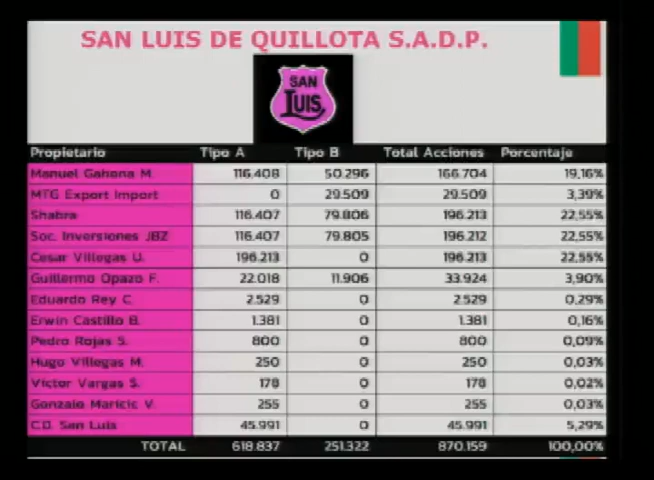 SAN LUIS DE QUILLOTA S.A.D.P.
SAN
LUIS
Propietario Tipo A Tipo B Total Acciones Porcentaje
Manuel Gahona M. 116.408 50.296 166.704 19,16%
MTG Export Import 0 29.509 29.509 3,39%
Shabra 116.407 79.806 196.213 22,55%
Soc. Inversiones JBZ 116.407 79.805 196.212 22,55%
Cesar Villegas U. 196.213 0 196.213 22,55%
Guillermo Opazo F. 22.018 11.906 33.924 3,90%
Eduardo Rey C. 2.529 0 2.529 0,29%
Erwin Castillo B. 1.381 0 1.381 0,16%
Pedro Rojas S. 800 0 800 0,09%
Hugo Villegas M. 250 0 250 0,03%
Victor Vargas S. 178 0 178 0,02%
Gonzalo Maricic V. 255 0 255 0,03%
C.D. San Luis 45.991 0 45.991 5,29%
TOTAL 618.837 251.322 870.159 100,00%